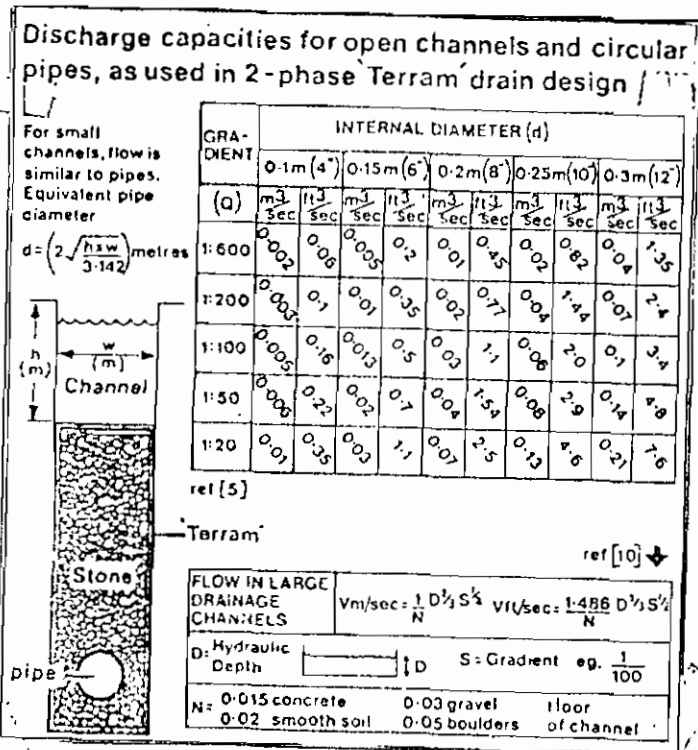 Discharge capacities for open channels and circular
pipes, as used in 2-phase 'Terram' drain design
For small
channels, flow is
similar to pipes.
Equivalent pipe
diameter
d=(2√(h x w / 3·142)) metres
h
(m)
w
(m)
Channel
Stone
pipe
'Terram'
GRA-
DIENT
INTERNAL DIAMETER (d)
0·1m(4") 0·15m(6") 0·2m(8") 0·25m(10") 0·3m(12")
(Q) m3/sec ft3/sec m3/sec ft3/sec m3/sec ft3/sec m3/sec ft3/sec m3/sec ft3/sec
1:600 0·002 0·06 0·005 0·2 0·01 0·45 0·02 0·82 0·04 1·35
1:200 0·003 0·1 0·01 0·35 0·02 0·77 0·04 1·44 0·07 2·4
1:100 0·005 0·16 0·013 0·5 0·03 1·1 0·06 2·0 0·1 3·4
1:50 0·006 0·22 0·02 0·7 0·04 1·54 0·08 2·9 0·14 4·8
1:20 0·01 0·35 0·03 1·1 0·07 2·5 0·13 4·6 0·21 7·6
ref [5]
ref [10]
FLOW IN LARGE
DRAINAGE
CHANNELS
Vm/sec = 1/N D⅔ S½ Vft/sec = 1·486/N D⅔ S½
D: Hydraulic
Depth
D
S = Gradient eg. 1/100
N= 0·015 concrete 0·03 gravel floor
0·02 smooth soil 0·05 boulders of channel